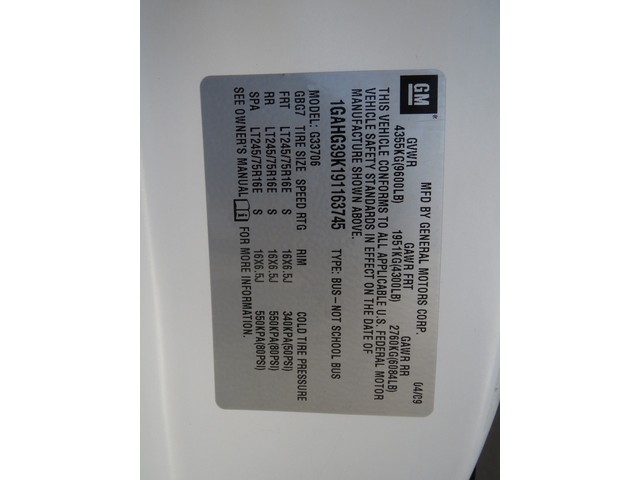 GM®
MFD BY GENERAL MOTORS CORP. 04/09
GVWR GAWR FRT GAWR RR
4355KG(9600LB) 1951KG(4300LB) 2760KG(6084LB)
THIS VEHICLE CONFORMS TO ALL APPLICABLE U.S. FEDERAL MOTOR
VEHICLE SAFETY STANDARDS IN EFFECT ON THE DATE OF
MANUFACTURE SHOWN ABOVE.
1GAHG39K191163745 TYPE: BUS-NOT SCHOOL BUS
MODEL: G33706
GBG7 TIRE SIZE SPEED RTG RIM COLD TIRE PRESSURE
FRT LT245/75R16E S 16X6.5J 340KPA(50PSI)
RR LT245/75R16E S 16X6.5J 550KPA(80PSI)
SPA LT245/75R16E S 16X6.5J 550KPA(80PSI)
SEE OWNER'S MANUAL FOR MORE INFORMATION.